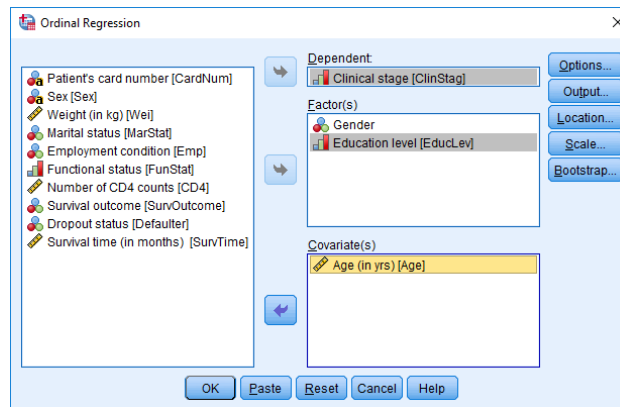 Ordinal Regression
Patient's card number [CardNum]
Sex [Sex]
Weight (in kg) [Wei]
Marital status [MarStat]
Employment condition [Emp]
Functional status [FunStat]
Number of CD4 counts [CD4]
Survival outcome [SurvOutcome]
Dropout status [Defaulter]
Survival time (in months) [SurvTime]
Dependent:
Clinical stage [ClinStag]
Factor(s)
Gender
Education level [EducLev]
Covariate(s)
Age (in yrs) [Age]
Options...
Output...
Location...
Scale...
Bootstrap...
OK
Paste
Reset
Cancel
Help